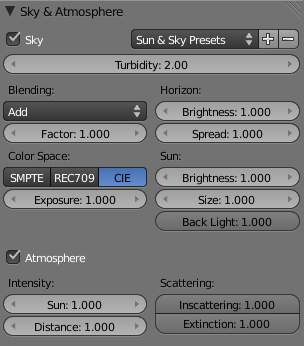 Sky & Atmosphere
Sky
Sun & Sky Presets
Turbidity: 2.00
Blending:
Horizon:
Add
Brightness: 1.000
Factor: 1.000
Spread: 1.000
Color Space:
Sun:
SMPTE REC709 CIE
Brightness: 1.000
Exposure: 1.000
Size: 1.000
Back Light: 1.000
Atmosphere
Intensity:
Scattering:
Sun: 1.000
Inscattering: 1.000
Distance: 1.000
Extinction: 1.000